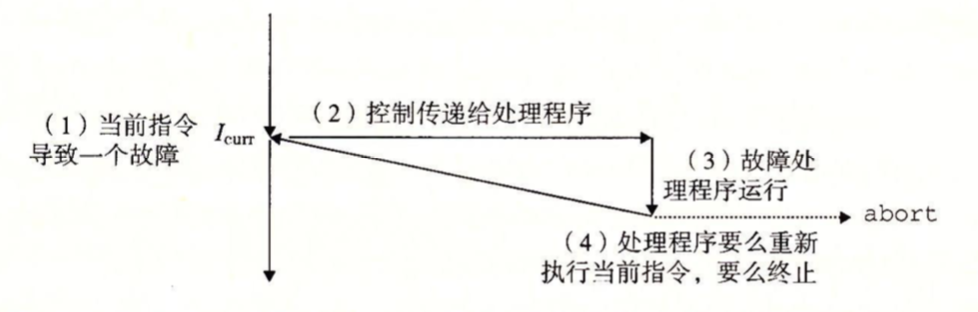 (1)当前指令
导致一个故障
Icurr
(2)控制传递给处理程序
(3)故障处
理程序运行
abort
(4)处理程序要么重新
执行当前指令，要么终止